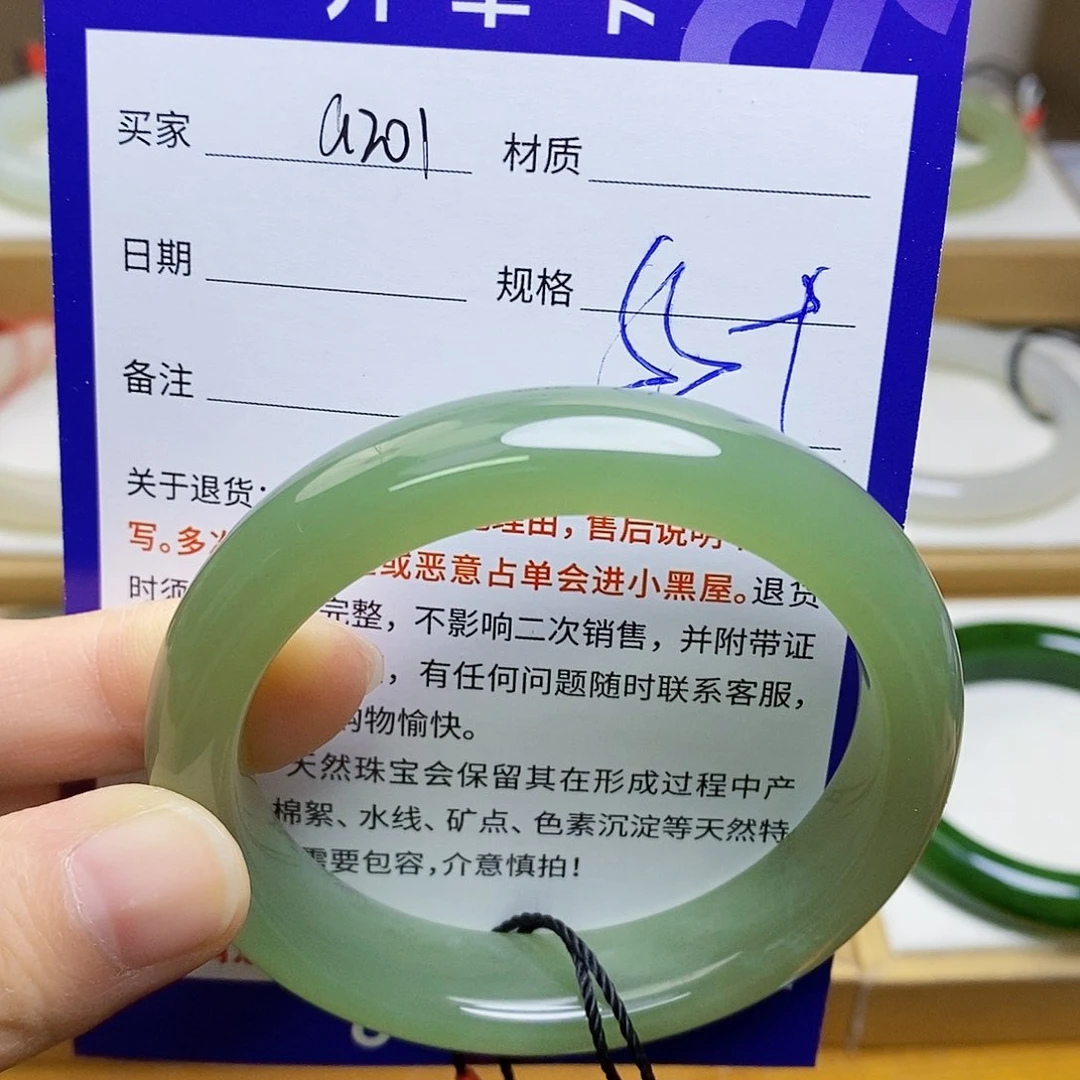 开单卡
买家 a201
材质
日期
规格
备注
关于退货:
写。多次 理由,售后说明
或恶意占单会进小黑屋。退货
时须 完整,不影响二次销售,并附带证
,有任何问题随时联系客服,
购物愉快。
天然珠宝会保留其在形成过程中产
棉絮、水线、矿点、色素沉淀等天然特
需要包容,介意慎拍!